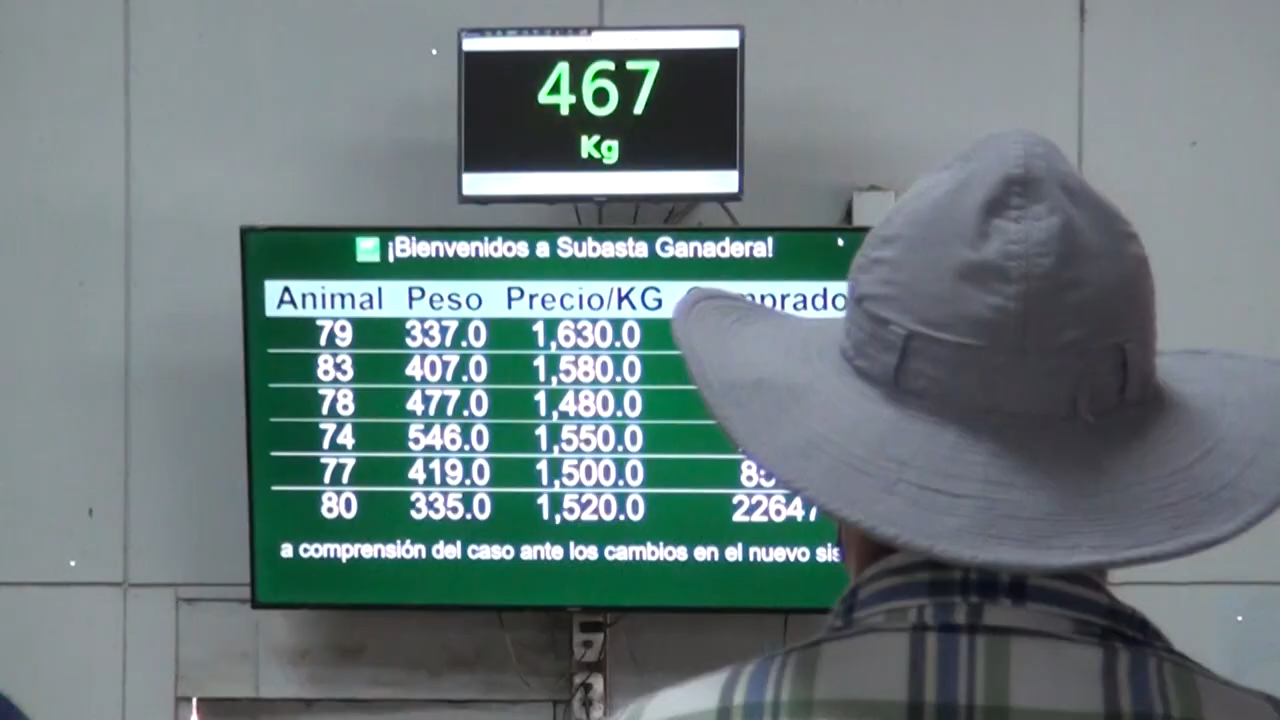 467
Kg
¡Bienvenidos a Subasta Ganadera!
Animal Peso Precio/KG
79 337.0 1,630.0
83 407.0 1,580.0
78 477.0 1,480.0
74 546.0 1,550.0
77 419.0 1,500.0
80 335.0 1,520.0 22647
a comprensión del caso ante los cambios en el nuevo sis